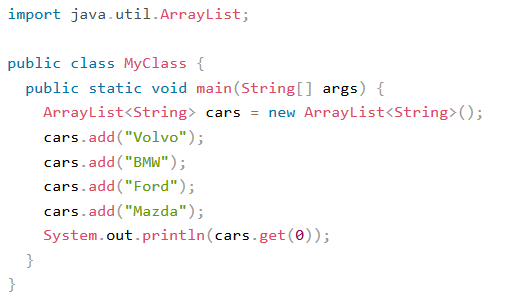 import java.util.ArrayList;
public class MyClass {
public static void main(String[] args) {
ArrayList<String> cars = new ArrayList<String>();
cars.add("Volvo");
cars.add("BMW");
cars.add("Ford");
cars.add("Mazda");
System.out.println(cars.get(0));
}
}